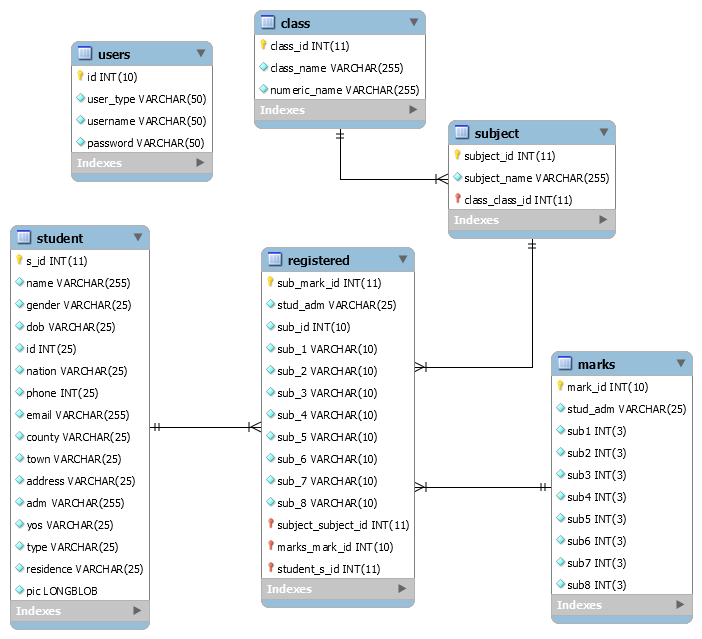 class
class_id INT(11)
class_name VARCHAR(255)
numeric_name VARCHAR(255)
Indexes
users
id INT(10)
user_type VARCHAR(50)
username VARCHAR(50)
password VARCHAR(50)
Indexes
subject
subject_id INT(11)
subject_name VARCHAR(255)
class_class_id INT(11)
Indexes
student
s_id INT(11)
name VARCHAR(255)
gender VARCHAR(25)
dob VARCHAR(25)
id INT(25)
nation VARCHAR(25)
phone INT(25)
email VARCHAR(255)
county VARCHAR(25)
town VARCHAR(25)
address VARCHAR(25)
adm VARCHAR(255)
yos VARCHAR(25)
type VARCHAR(25)
residence VARCHAR(25)
pic LONGBLOB
Indexes
registered
sub_mark_id INT(11)
stud_adm VARCHAR(25)
sub_id INT(10)
sub_1 VARCHAR(10)
sub_2 VARCHAR(10)
sub_3 VARCHAR(10)
sub_4 VARCHAR(10)
sub_5 VARCHAR(10)
sub_6 VARCHAR(10)
sub_7 VARCHAR(10)
sub_8 VARCHAR(10)
subject_subject_id INT(11)
marks_mark_id INT(10)
student_s_id INT(11)
Indexes
marks
mark_id INT(10)
stud_adm VARCHAR(25)
sub1 INT(3)
sub2 INT(3)
sub3 INT(3)
sub4 INT(3)
sub5 INT(3)
sub6 INT(3)
sub7 INT(3)
sub8 INT(3)
Indexes